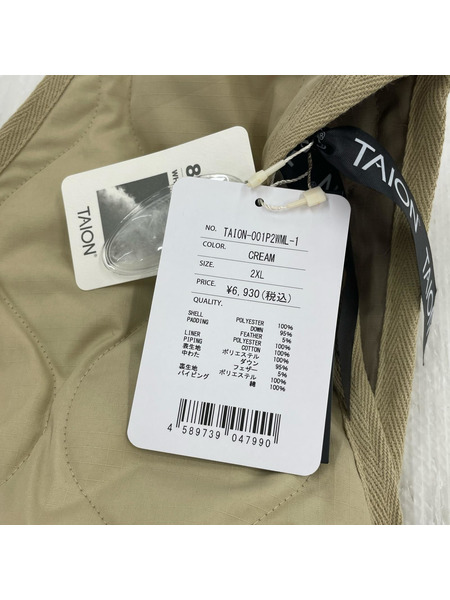 TAION
TAION
TAION®
8
Wh
NO. TAION-001P2WML-1
COLOR. CREAM
SIZE. 2XL
PRICE. ¥6,930(税込)
QUALITY.
SHELL POLYESTER 100%
PADDING DOWN 95%
FEATHER 5%
LINER POLYESTER 100%
PIPING COTTON 100%
表生地 ポリエステル 100%
中わた ダウン 95%
フェザー 5%
裏生地 ポリエステル 100%
パイピング 綿 100%
4 589739 047990